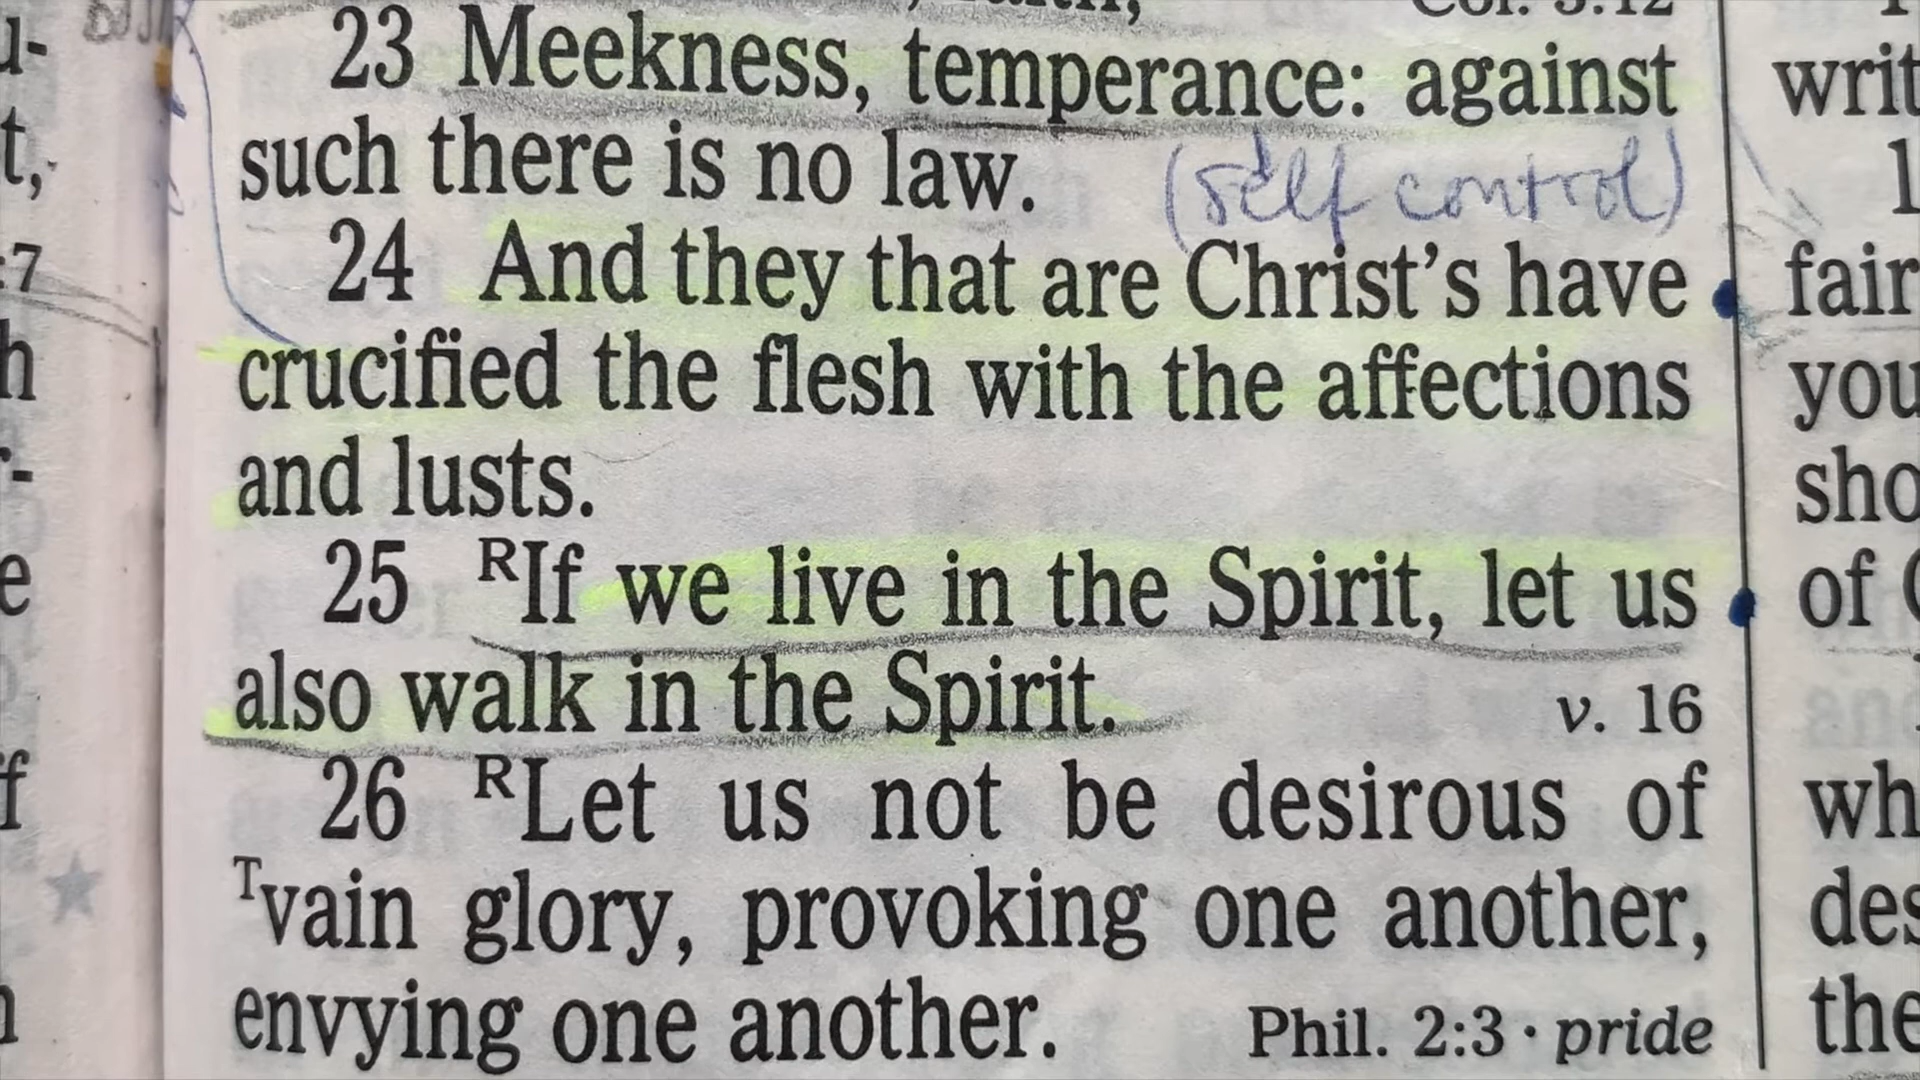 Col. 3:12
23 Meekness, temperance: against
such there is no law.
(self control)
24 And they that are Christ's have
crucified the flesh with the affections
and lusts.
25 RIf we live in the Spirit, let us
also walk in the Spirit. v. 16
26 RLet us not be desirous of
Tvain glory, provoking one another,
envying one another. Phil. 2:3 · pride
writ
fair
you
sho
of
wh
des
the